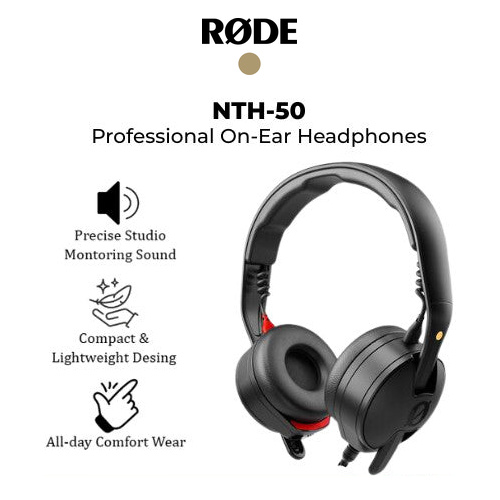 RØDE
NTH-50
Professional On-Ear Headphones
Precise Studio
Montoring Sound
Compact &
Lightweight Desing
All-day Comfort Wear